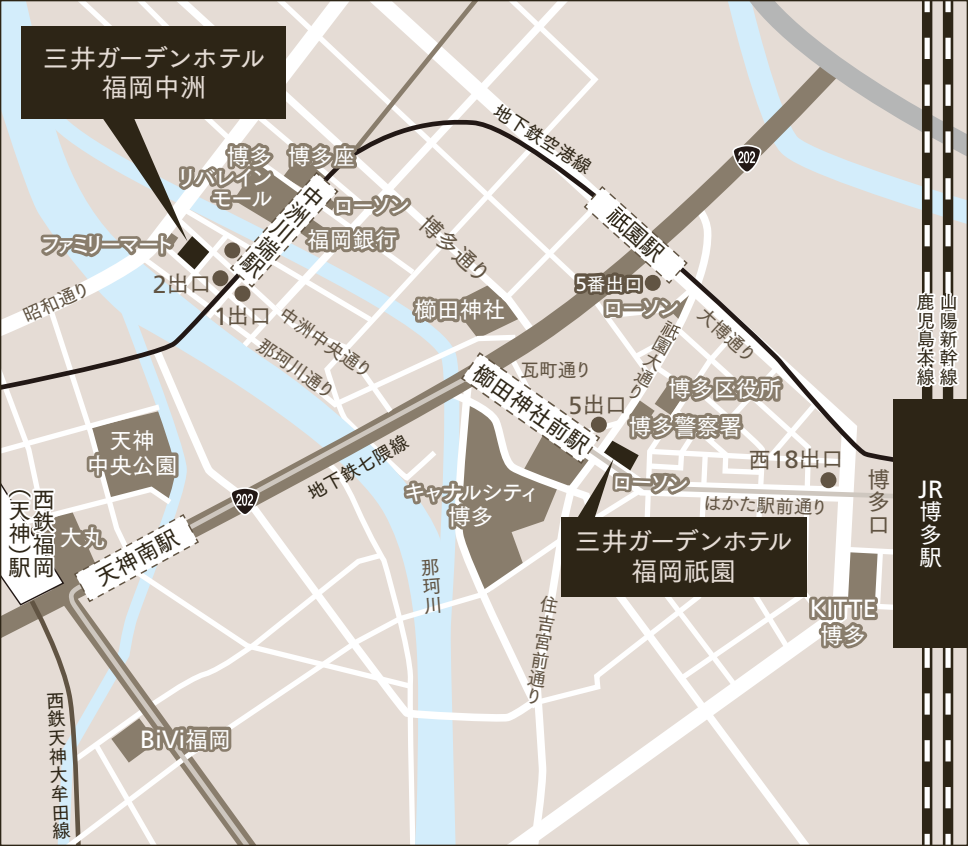 三井ガーデンホテル
福岡中洲
博多
リバレイン
モール
博多座
中洲川端駅
ローソン
福岡銀行
ファミリーマート
2出口
1出口
昭和通り
中洲中央通り
那珂川通り
博多通り
櫛田神社
地下鉄空港線
祇園駅
202
5番出口
ローソン
祇園大通り
大博通り
鹿児島本線
山陽新幹線
瓦町通り
櫛田神社前駅
5出口
博多区役所
博多警察署
西18出口
ローソン
はかた駅前通り
博多口
JR博多駅
天神
中央公園
地下鉄七隈線
202
キャナルシティ
博多
三井ガーデンホテル
福岡祇園
西鉄福岡
（天神）駅
大丸
天神南駅
那珂川
住吉宮前通り
KITTE
博多
西鉄天神大牟田線
BiVi福岡